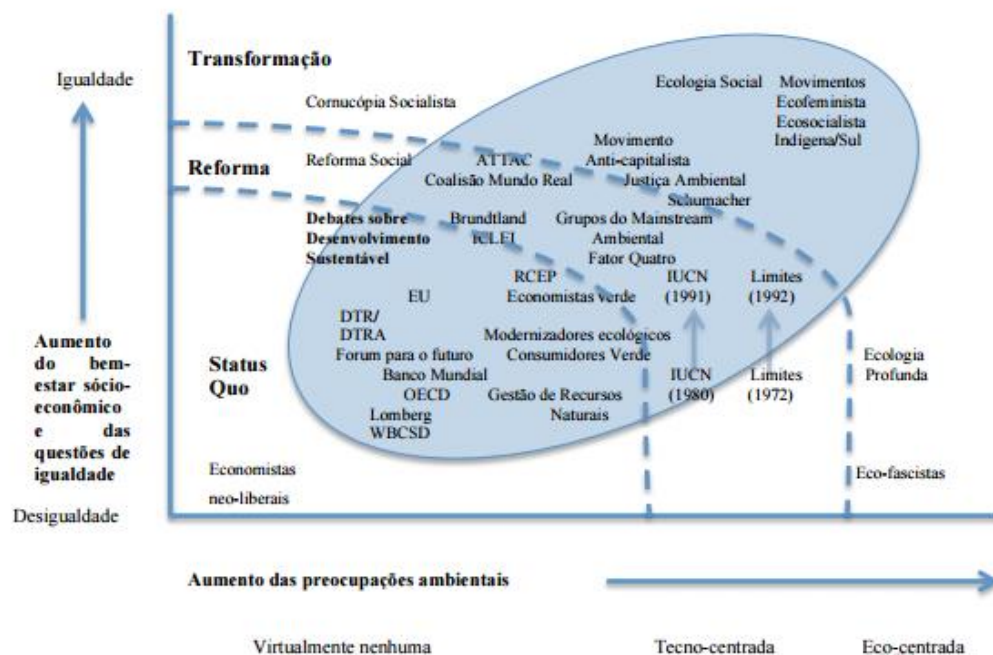 Transformação
Igualdade
Ecologia Social
Movimentos
Ecofeminista
Ecosocialista
Indígena/Sul
Cornucópia Socialista
Movimento
Anti-capitalista
Reforma
Reforma Social
ATTAC
Coalisão Mundo Real
Justiça Ambiental
Schumacher
Debates sobre
Desenvolvimento
Sustentável
Brundtland
ICLEI
Grupos do Mainstream
Ambiental
Fator Quatro
RCEP
Economistas verde
IUCN
(1991)
Limites
(1992)
EU
DTR/
DTRA
Modernizadores ecológicos
Forum para o futuro
Consumidores Verde
Banco Mundial
OECD
Gestão de Recursos
Naturais
IUCN
(1980)
Limites
(1972)
Ecologia
Profunda
Status
Quo
Lomberg
WBCSD
Aumento
do bem-
estar sócio-
econômico
e das
questões de
igualdade
Economistas
neo-liberais
Eco-fascistas
Desigualdade
Aumento das preocupações ambientais
Virtualmente nenhuma
Tecno-centrada
Eco-centrada